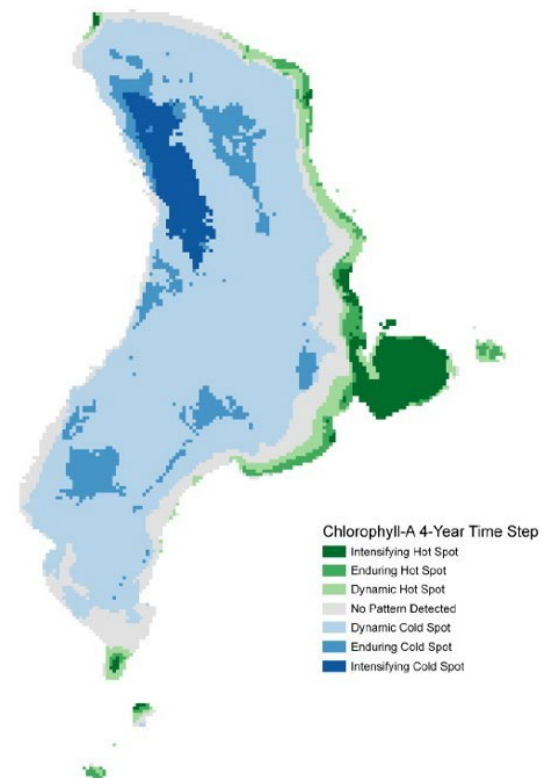 Chlorophyll-A 4-Year Time Step
Intensifying Hot Spot
Enduring Hot Spot
Dynamic Hot Spot
No Pattern Detected
Dynamic Cold Spot
Enduring Cold Spot
Intensifying Cold Spot